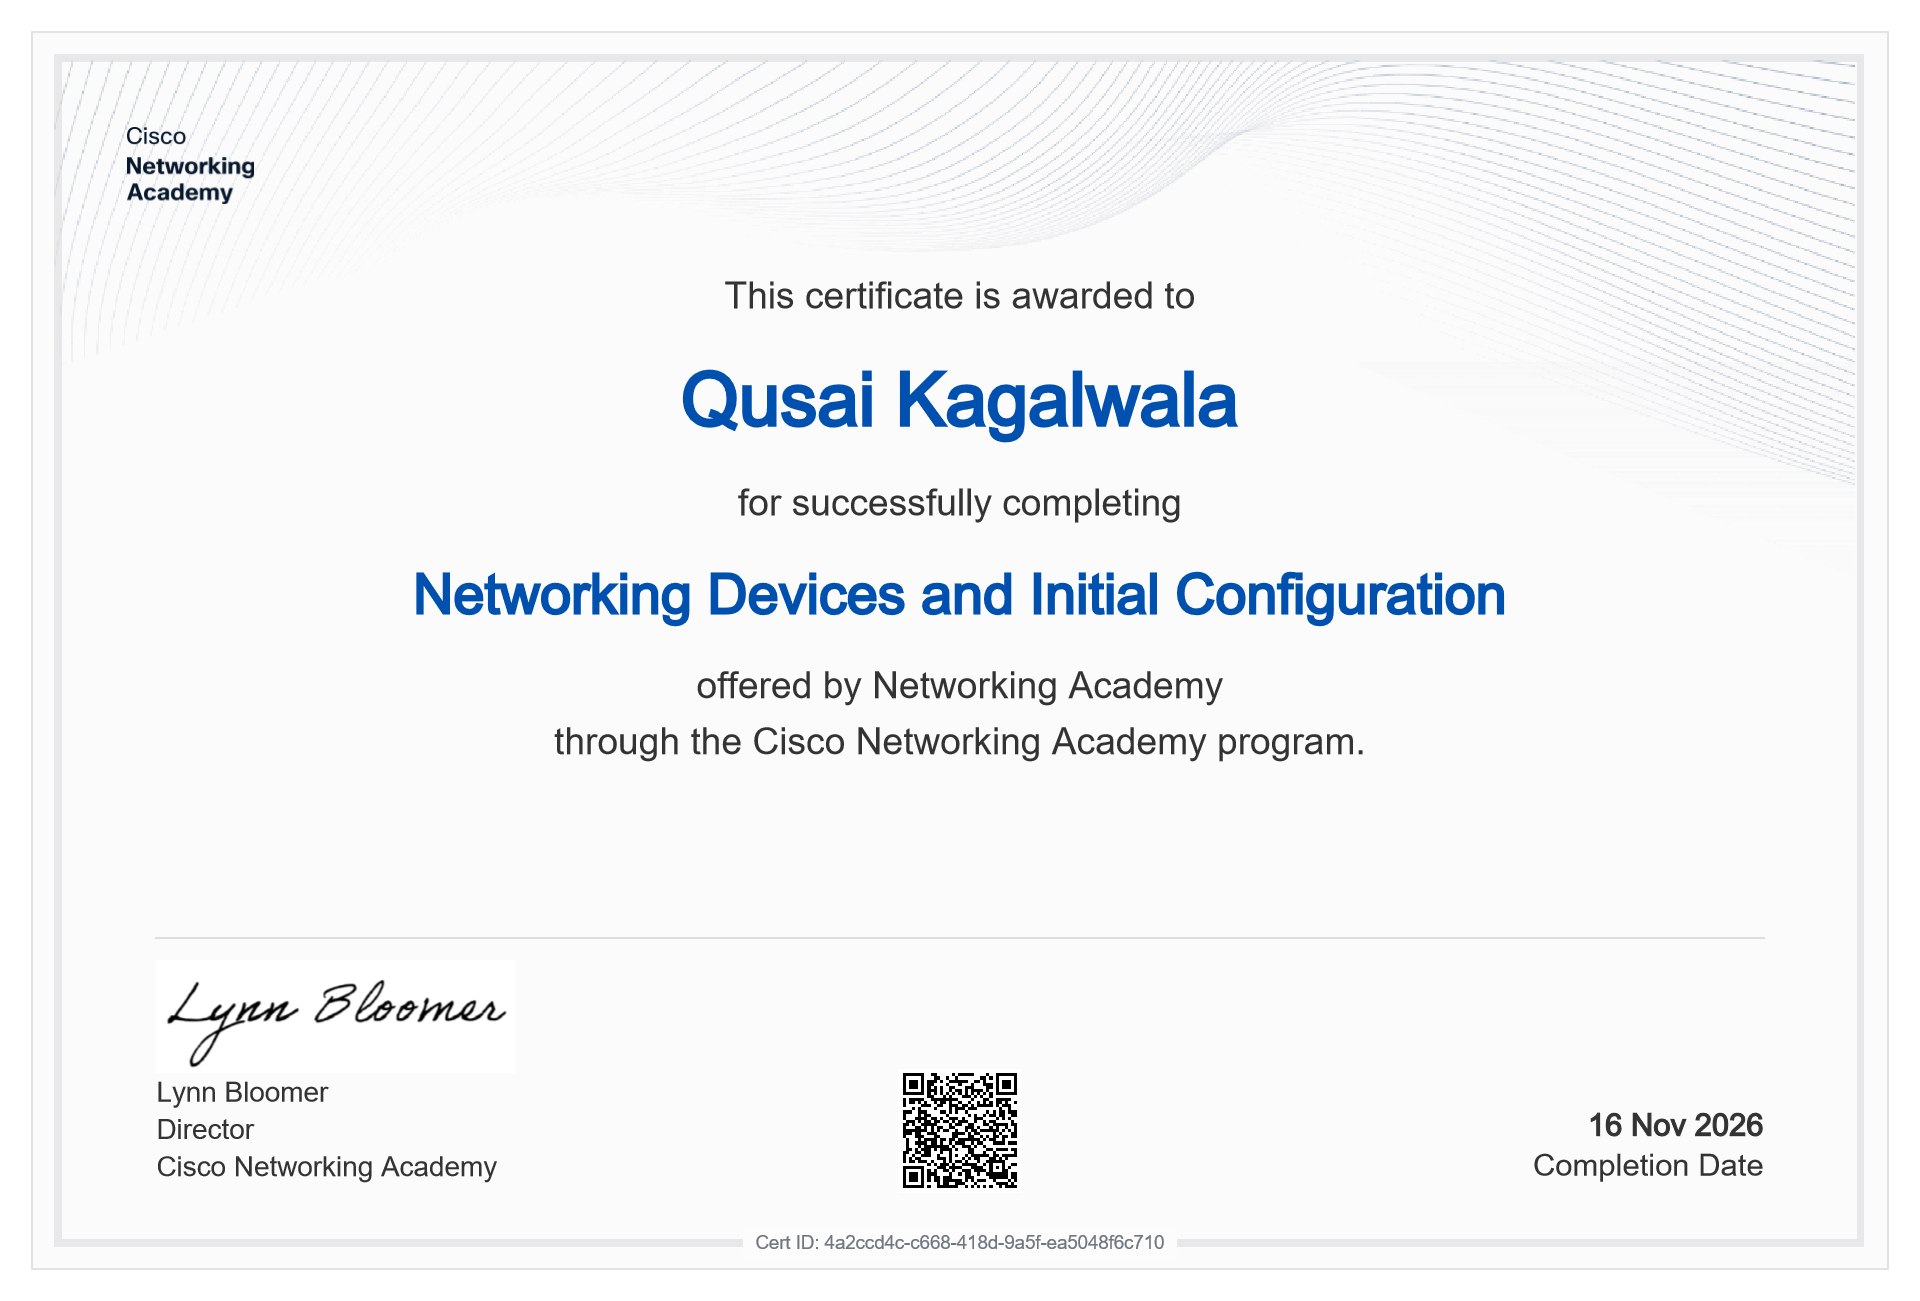 Cisco
Networking
Academy
This certificate is awarded to
Qusai Kagalwala
for successfully completing
Networking Devices and Initial Configuration
offered by Networking Academy
through the Cisco Networking Academy program.
Lynn Bloomer
Lynn Bloomer
Director
Cisco Networking Academy
16 Nov 2026
Completion Date
Cert ID: 4a2ccd4c-c668-418d-9a5f-ea5048f6c710